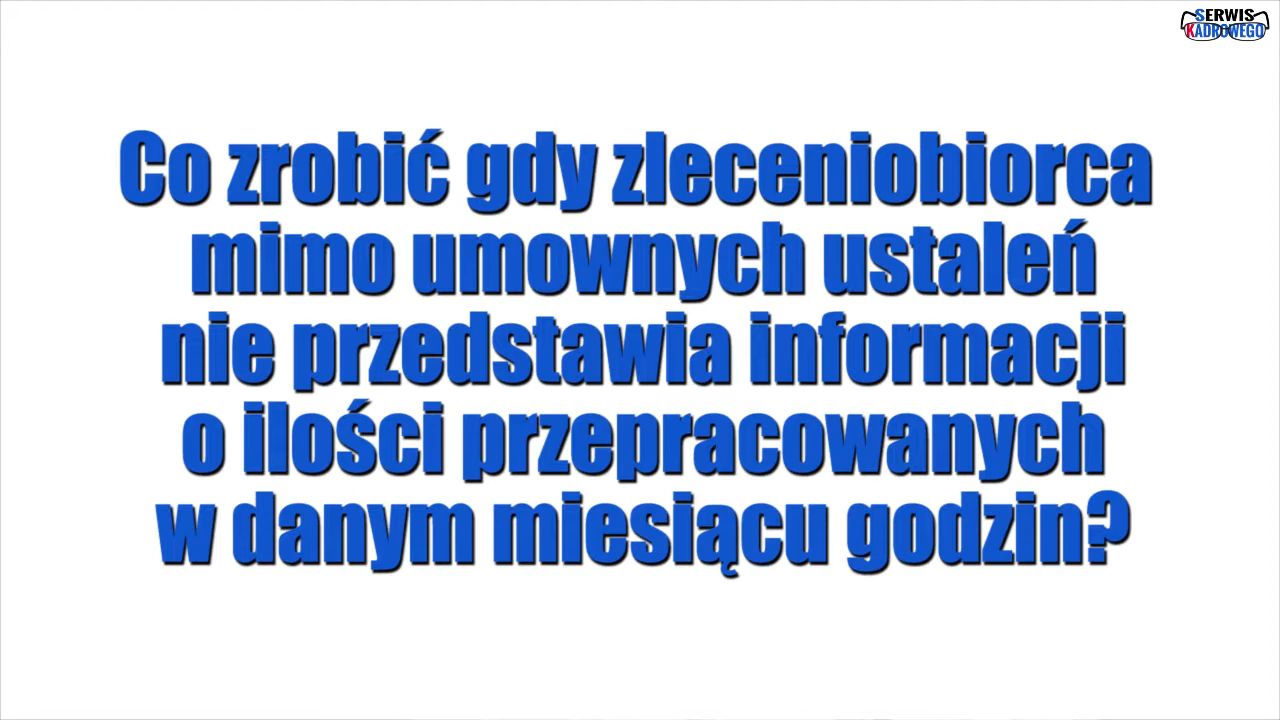 SERWIS
KADROWEGO
Co zrobić gdy zleceniobiorca
mimo umownych ustaleń
nie przedstawia informacji
o ilości przepracowanych
w danym miesiącu godzin?